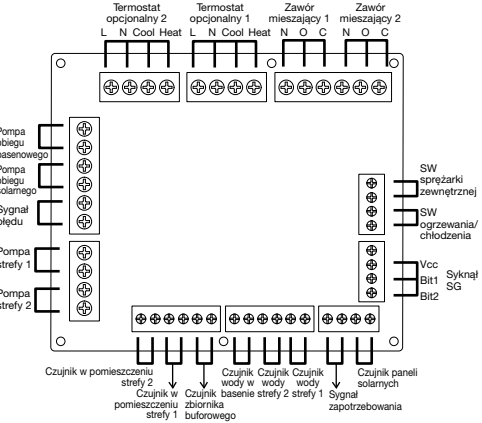 Termostat
opcjonalny 2
Termostat
opcjonalny 1
Zawór
mieszający 1
Zawór
mieszający 2
L N Cool Heat
L N Cool Heat
N O C
N O C
Pompa
obiegu
basenowego
Pompa
obiegu
solarnego
Sygnał
błędu
Pompa
strefy 1
Pompa
strefy 2
SW
sprężarki
zewnętrznej
SW
ogrzewania/
chłodzenia
Vcc
Bit1
Bit2
Syknął
SG
Czujnik w pomieszczeniu
strefy 2
Czujnik w
pomieszczeniu
strefy 1
Czujnik
zbiornika
buforowego
Czujnik
wody w
basenie
Czujnik
wody
strefy 2
Czujnik
wody
strefy 1
Sygnał
zapotrzebowania
Czujnik paneli
solarnych